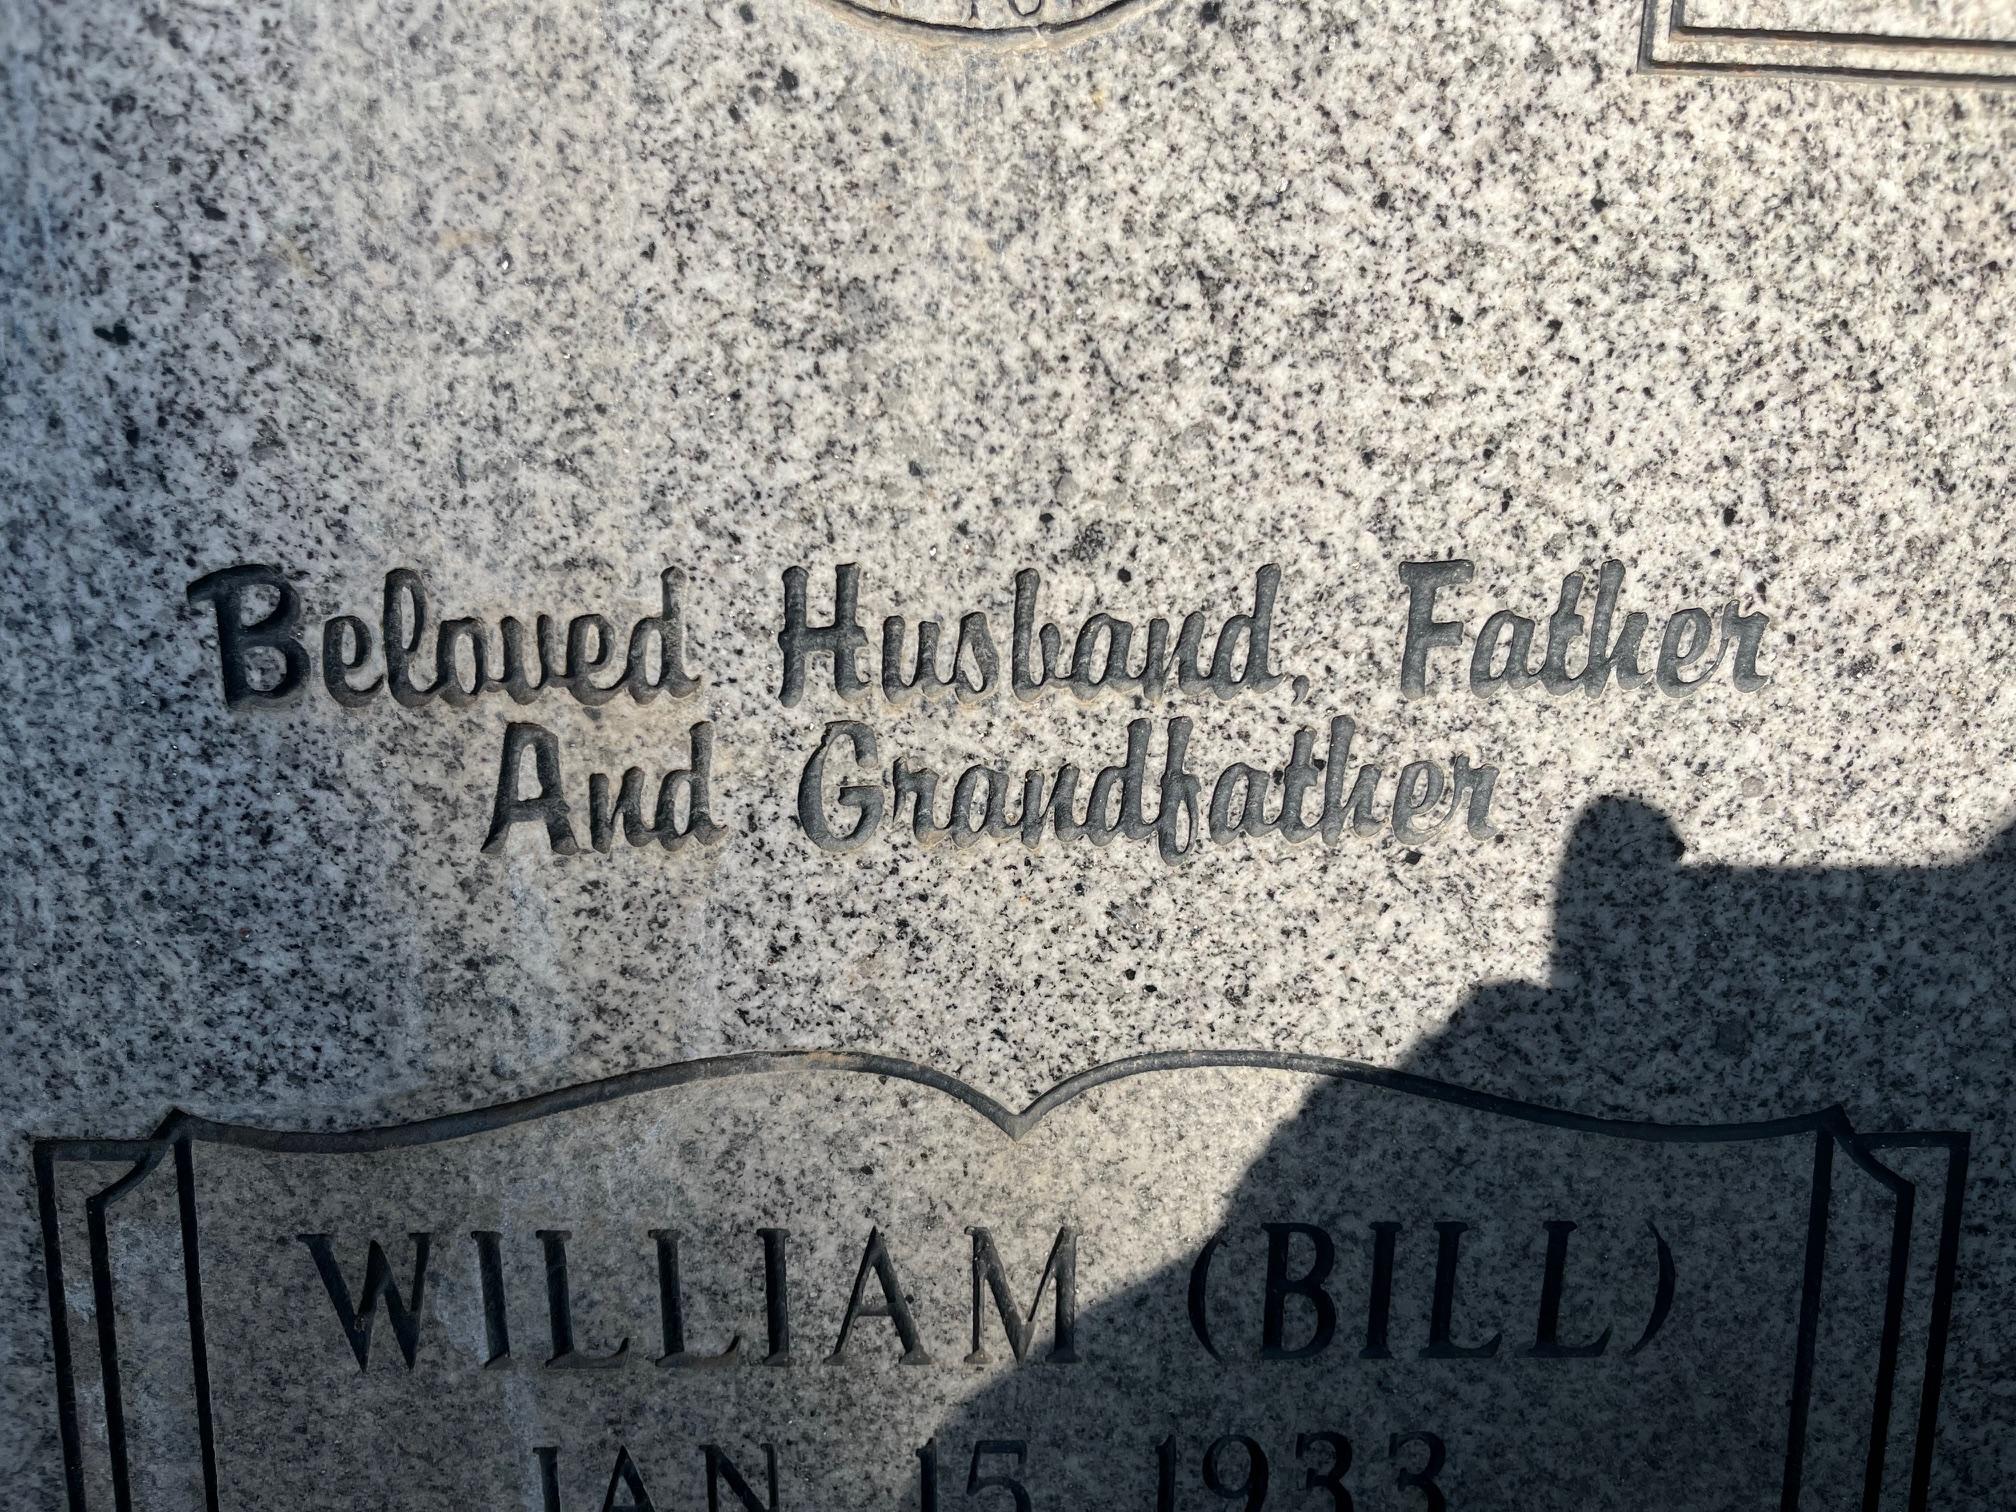 Beloved Husband, Father
And Grandfather
WILLIAM (BILL)
JAN 15 1933